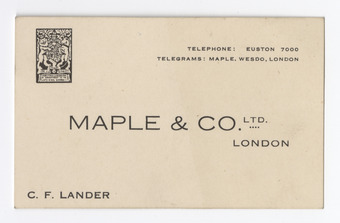 TELEPHONE: EUSTON 7000
TELEGRAMS: MAPLE, WESDO, LONDON
MAPLE & CO. LTD.
LONDON
C. F. LANDER